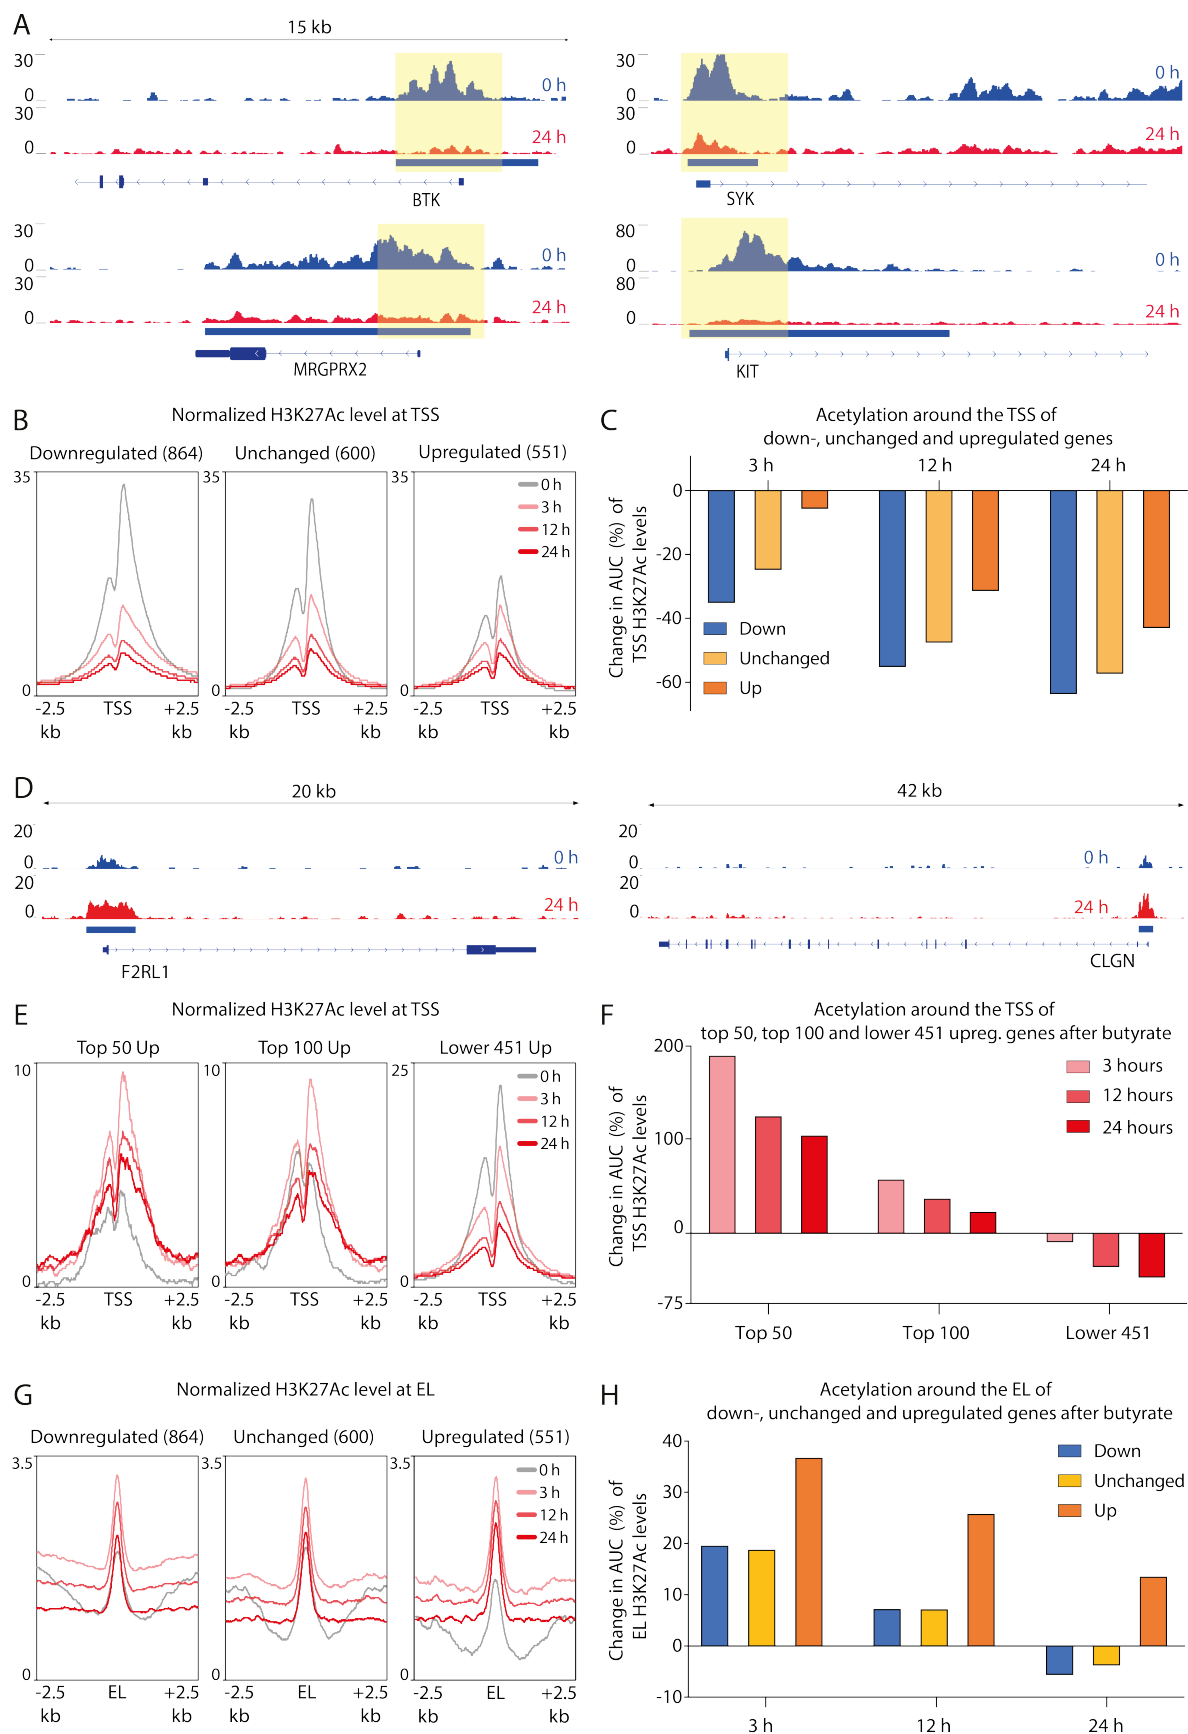 A
15 kb
30
0
0 h
30
0
24 h
BTK
30
0
0 h
30
0
24 h
SYK
30
0
0 h
30
0
24 h
MRGPRX2
80
0
0 h
80
0
24 h
KIT
B
Normalized H3K27Ac level at TSS
Downregulated (864)
Unchanged (600)
Upregulated (551)
35
0
35
0
35
0
0 h
3 h
12 h
24 h
-2.5
kb
TSS
+2.5
kb
-2.5
kb
TSS
+2.5
kb
-2.5
kb
TSS
+2.5
kb
C
Acetylation around the TSS of
down-, unchanged and upregulated genes
3 h
12 h
24 h
0
-20
-40
-60
Change in AUC (%) of
TSS H3K27Ac levels
Down
Unchanged
Up
D
20 kb
20
0
0 h
20
0
24 h
F2RL1
42 kb
20
0
0 h
20
0
24 h
CLGN
E
Normalized H3K27Ac level at TSS
Top 50 Up
Top 100 Up
Lower 451 Up
10
0
10
0
25
0
0 h
3 h
12 h
24 h
-2.5
kb
TSS
+2.5
kb
-2.5
kb
TSS
+2.5
kb
-2.5
kb
TSS
+2.5
kb
F
Acetylation around the TSS of
top 50, top 100 and lower 451 upreg. genes after butyrate
200
100
0
-75
Change in AUC (%) of
TSS H3K27Ac levels
3 hours
12 hours
24 hours
Top 50
Top 100
Lower 451
G
Normalized H3K27Ac level at EL
Downregulated (864)
Unchanged (600)
Upregulated (551)
3.5
0
3.5
0
3.5
0
0 h
3 h
12 h
24 h
-2.5
kb
EL
+2.5
kb
-2.5
kb
EL
+2.5
kb
-2.5
kb
EL
+2.5
kb
H
Acetylation around the EL of
down-, unchanged and upregulated genes after butyrate
40
30
20
10
0
-10
Change in AUC (%) of
EL H3K27Ac levels
Down
Unchanged
Up
3 h
12 h
24 h